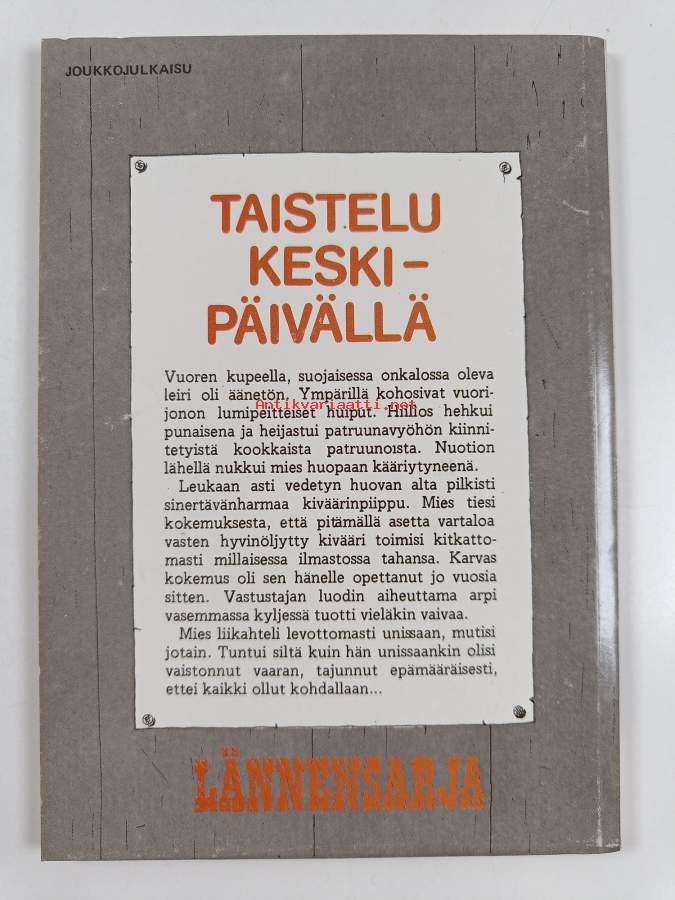 JOUKKOJULKAISU
TAISTELU
KESKI-
PÄIVÄLLÄ
Vuoren kupeella, suojaisessa onkalossa oleva
leiri oli äänetön. Ympärillä kohosivat vuori-
jonon lumipeitteiset huiput. Hiillos hehkui
Antikvariaatti.net
punaisena ja heijastui patruunavyöhön kiinni-
tetyistä kookkaista patruunoista. Nuotion
lähellä nukkui mies huopaan kääriytyneenä.
Leukaan asti vedetyn huovan alta pilkisti
sinertävänharmaa kiväärinpiippu. Mies tiesi
kokemuksesta, että pitämällä asetta vartaloa
vasten hyvinöljytty kivääri toimisi kitkatto-
masti millaisessa ilmastossa tahansa. Karvas
kokemus oli sen hänelle opettanut jo vuosia
sitten. Vastustajan luodin aiheuttama arpi
vasemmassa kyljessä tuotti vieläkin vaivaa.
Mies liikahteli levottomasti unissaan, mutisi
jotain. Tuntui siltä kuin hän unissaankin olisi
vaistonnut vaaran, tajunnut epämääräisesti,
ettei kaikki ollut kohdallaan...
LÄNNENSARJA